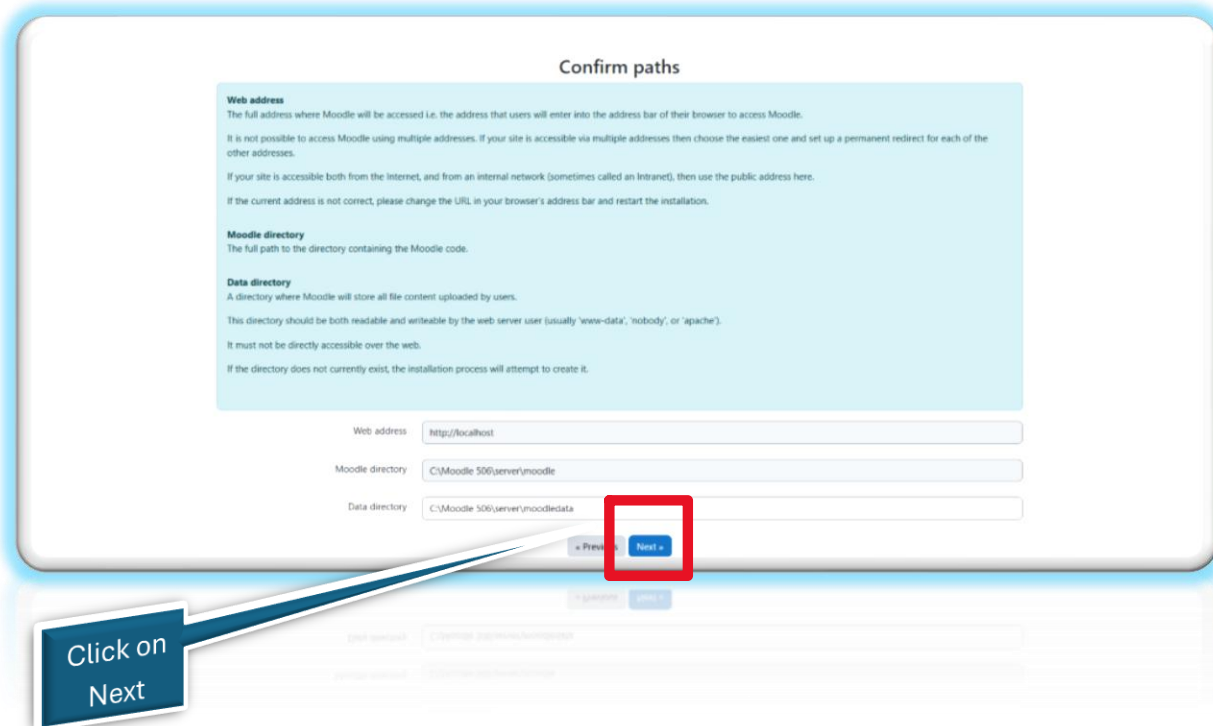 Confirm paths
Web address
The full address where Moodle will be accessed i.e. the address that users will enter into the address bar of their browser to access Moodle.
It is not possible to access Moodle using multiple addresses. If your site is accessible via multiple addresses then choose the easiest one and set up a permanent redirect for each of the
other addresses.
If your site is accessible both from the Internet, and from an internal network (sometimes called an Intranet), then use the public address here.
If the current address is not correct, please change the URL in your browser's address bar and restart the installation.
Moodle directory
The full path to the directory containing the Moodle code.
Data directory
A directory where Moodle will store all file content uploaded by users.
This directory should be both readable and writeable by the web server user (usually 'www-data', 'nobody', or 'apache').
It must not be directly accessible over the web.
If the directory does not currently exist, the installation process will attempt to create it.
Web address http://localhost
Moodle directory C:\Moodle 506\server\moodle
Data directory C:\Moodle 506\server\moodledata
« Previous Next »
Click on
Next